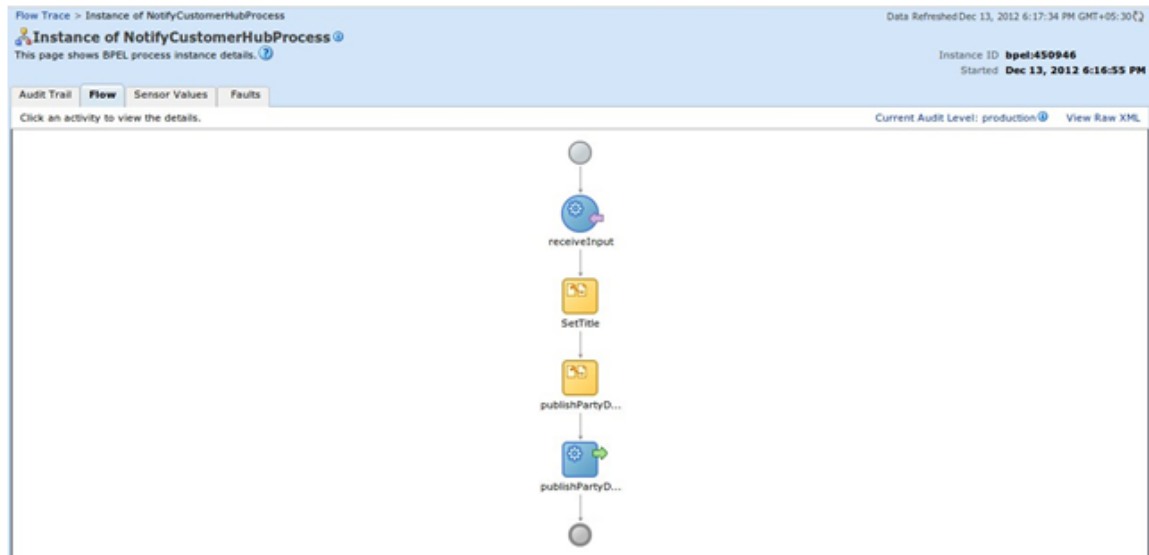 Flow Trace > Instance of NotifyCustomerHubProcess
Data Refreshed Dec 13, 2012 6:17:34 PM GMT+05:30
Instance of NotifyCustomerHubProcess
This page shows BPEL process instance details.
Instance ID bpel:450946
Started Dec 13, 2012 6:16:55 PM
Audit Trail Flow Sensor Values Faults
Click an activity to view the details.
Current Audit Level: production View Raw XML
receiveInput
SetTitle
publishPartyD...
publishPartyD...